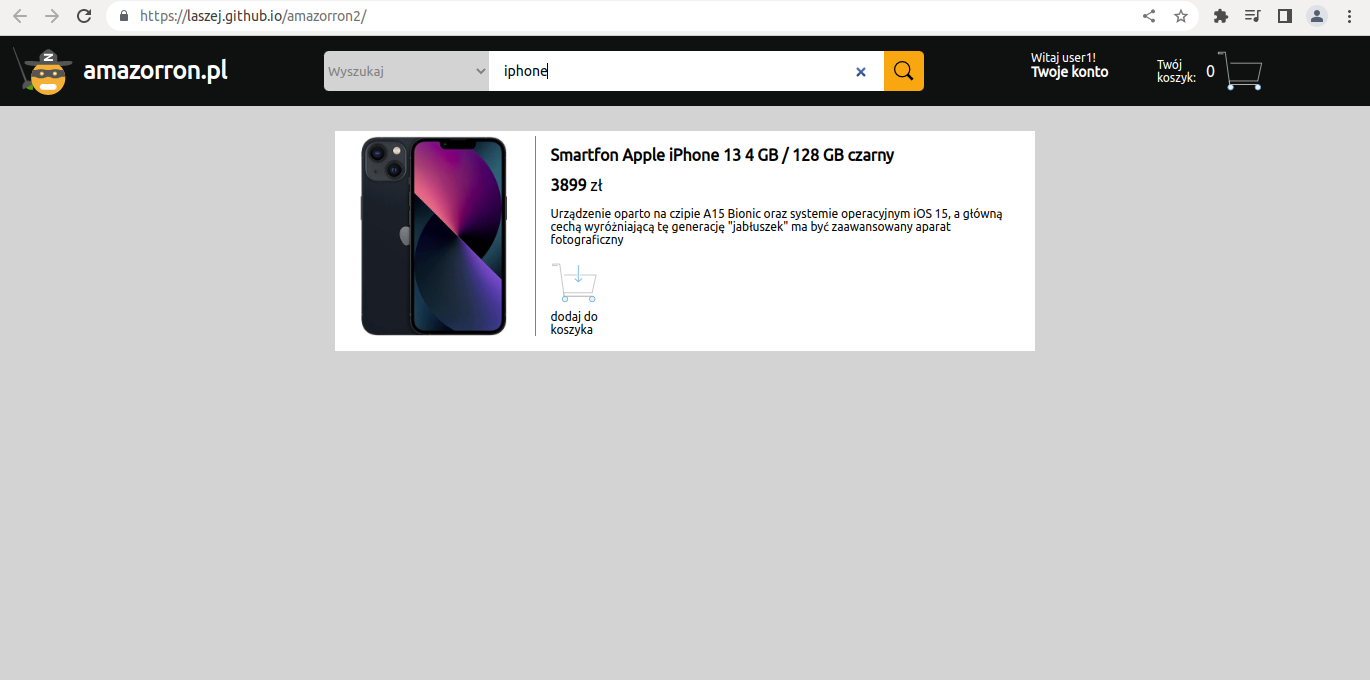 https://laszej.github.io/amazorron2/
N
amazorron.pl
Wyszukaj
iphone
Witaj user1!
Twoje konto
Twój
koszyk:
0
Smartfon Apple iPhone 13 4 GB / 128 GB czarny
3899 zł
Urządzenie oparto na czipie A15 Bionic oraz systemie operacyjnym iOS 15, a główną
cechą wyróżniającą tę generację "jabłuszek" ma być zaawansowany aparat
fotograficzny
dodaj do
koszyka